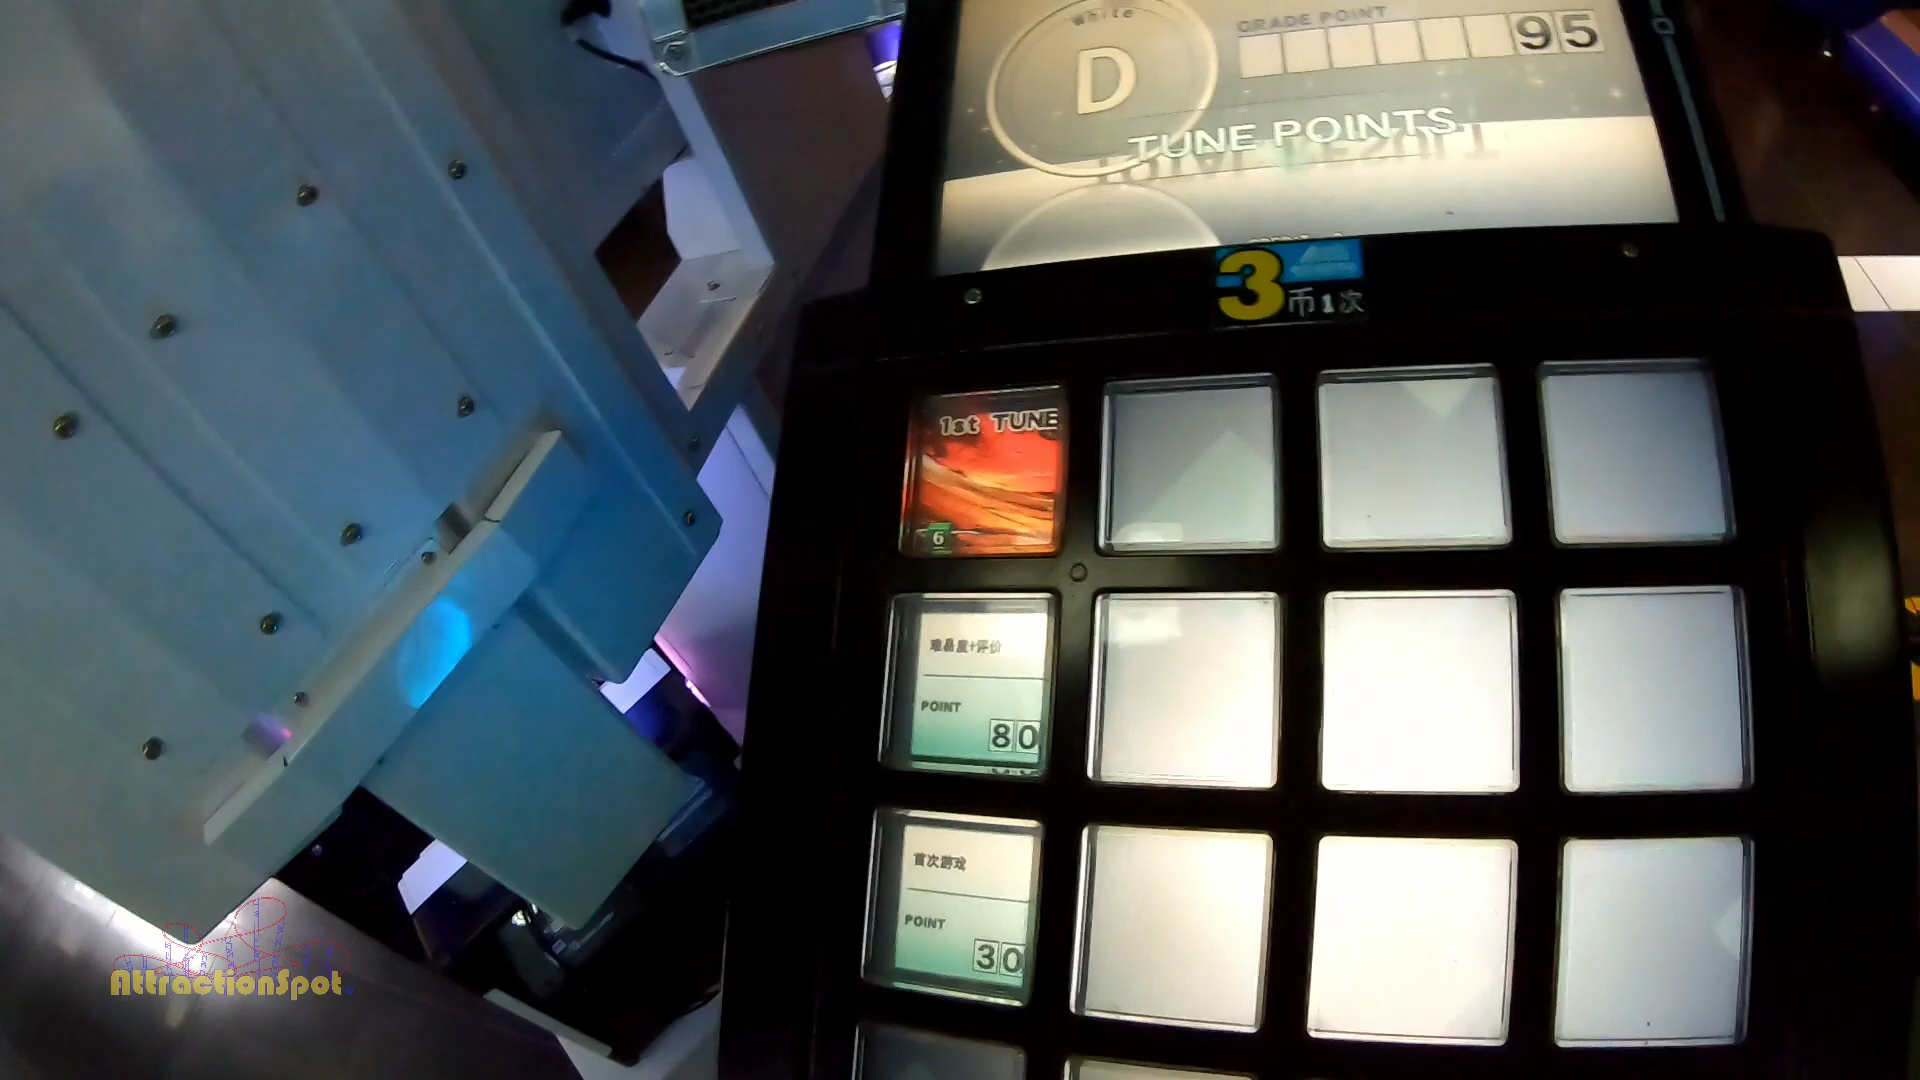 White
D
GRADE POINT
95
TUNE POINTS
3币1次
1st TUNE
6
难易度+评价
POINT
80
首次游戏
POINT
30
AttractionSpot